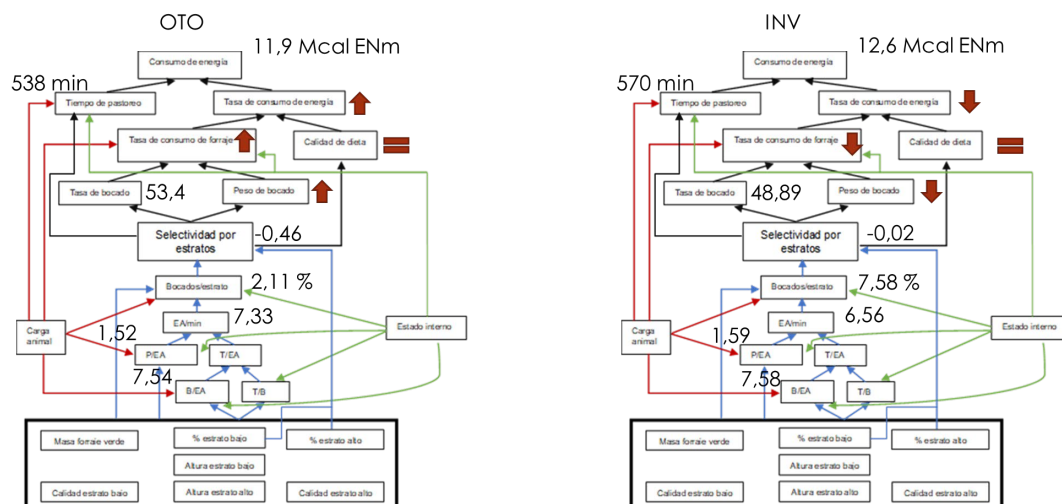 OTO
11,9 Mcal ENm
Consumo de energía
538 min
Tiempo de pastoreo
Tasa de consumo de energía
Tasa de consumo de forraje
Calidad de dieta
Tasa de bocado
53,4
Peso de bocado
Selectividad por
estratos
-0,46
Bocados/estrato
2,11 %
7,33
EA/min
Carga
animal
1,52
Estado interno
P/EA
T/EA
7,54
B/EA
T/B
Masa forraje verde
% estrato bajo
% estrato alto
Altura estrato bajo
Calidad estrato bajo
Altura estrato alto
Calidad estrato alto
INV
12,6 Mcal ENm
Consumo de energía
570 min
Tiempo de pastoreo
Tasa de consumo de energía
Tasa de consumo de forraje
Calidad de dieta
Tasa de bocado
48,89
Peso de bocado
Selectividad por
estratos
-0,02
Bocados/estrato
7,58 %
6,56
EA/min
Carga
animal
1,59
Estado interno
P/EA
T/EA
7,58
B/EA
T/B
Masa forraje verde
% estrato bajo
% estrato alto
Altura estrato bajo
Calidad estrato bajo
Altura estrato alto
Calidad estrato alto